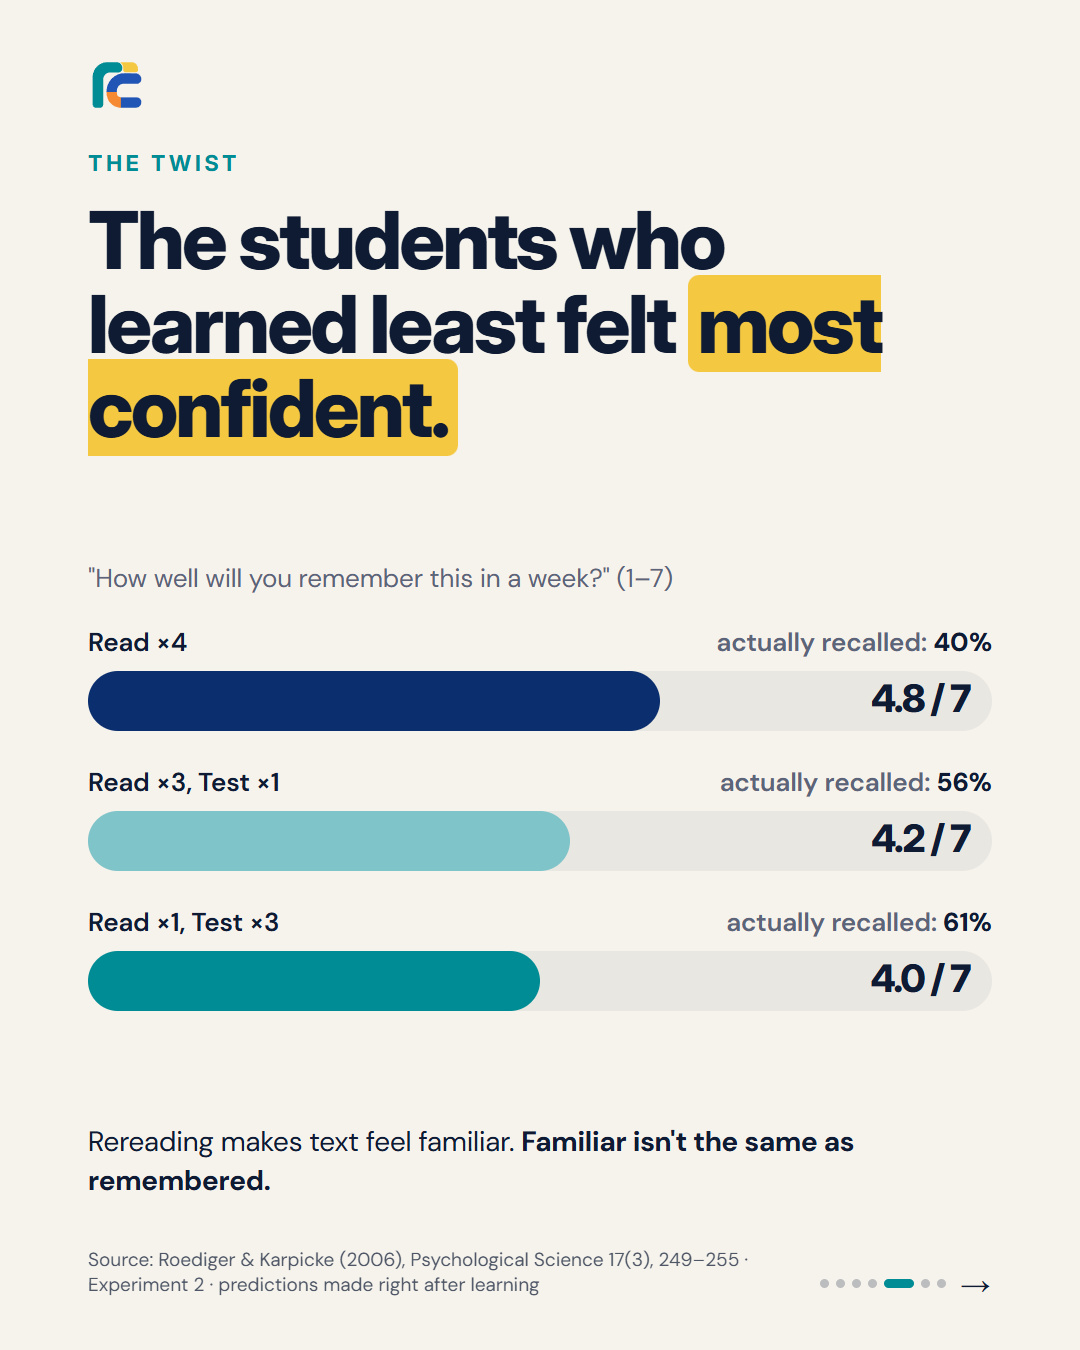 THE TWIST
The students who
learned least felt most
confident.
"How well will you remember this in a week?" (1–7)
Read ×4
actually recalled: 40%
4.8 / 7
Read ×3, Test ×1
actually recalled: 56%
4.2 / 7
Read ×1, Test ×3
actually recalled: 61%
4.0 / 7
Rereading makes text feel familiar. Familiar isn't the same as
remembered.
Source: Roediger & Karpicke (2006), Psychological Science 17(3), 249–255 ·
Experiment 2 · predictions made right after learning
→